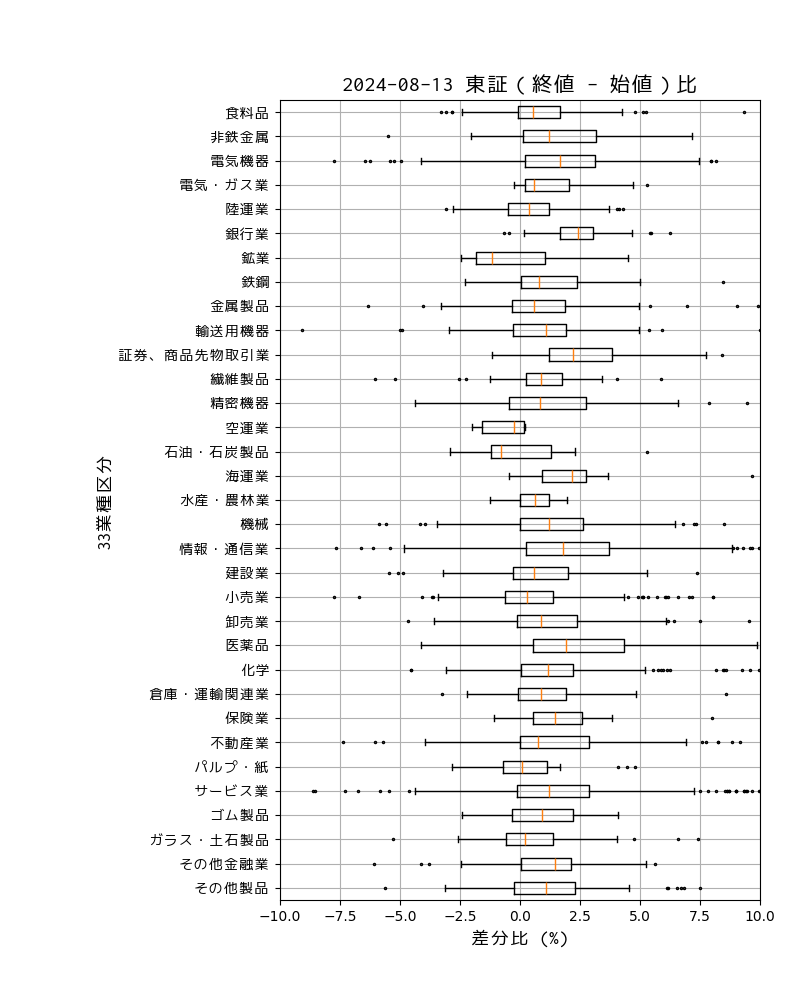 2024-08-13 東証 ( 終値 - 始値 ) 比
食料品
非鉄金属
電気機器
電気・ガス業
陸運業
銀行業
鉱業
鉄鋼
金属製品
輸送用機器
証券、商品先物取引業
繊維製品
精密機器
空運業
石油・石炭製品
海運業
水産・農林業
機械
情報・通信業
建設業
小売業
卸売業
医薬品
化学
倉庫・運輸関連業
保険業
不動産業
パルプ・紙
サービス業
ゴム製品
ガラス・土石製品
その他金融業
その他製品
33業種区分
−10.0 −7.5 −5.0 −2.5 0.0 2.5 5.0 7.5 10.0
差分比 (%)